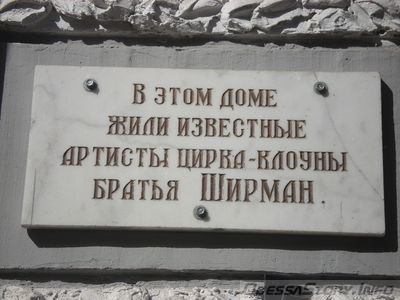 В ЭТОМ ДОМЕ
ЖИЛИ ИЗВЕСТНЫЕ
АРТИСТЫ ЦИРКА-КЛОУНЫ
БРАТЬЯ ШИРМАН.
OdessaStory.Info